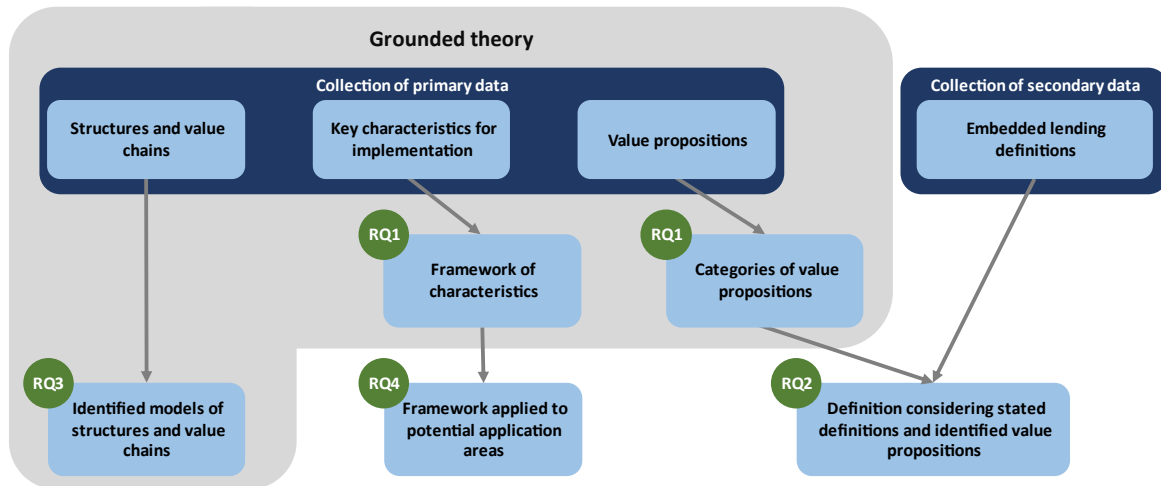 Grounded theory
Collection of primary data
Collection of secondary data
Structures and value
chains
Key characteristics for
implementation
Value propositions
Embedded lending
definitions
RQ1
Framework of
characteristics
RQ1
Categories of value
propositions
RQ3
Identified models of
structures and value
chains
RQ4
Framework applied to
potential application
areas
RQ2
Definition considering stated
definitions and identified value
propositions